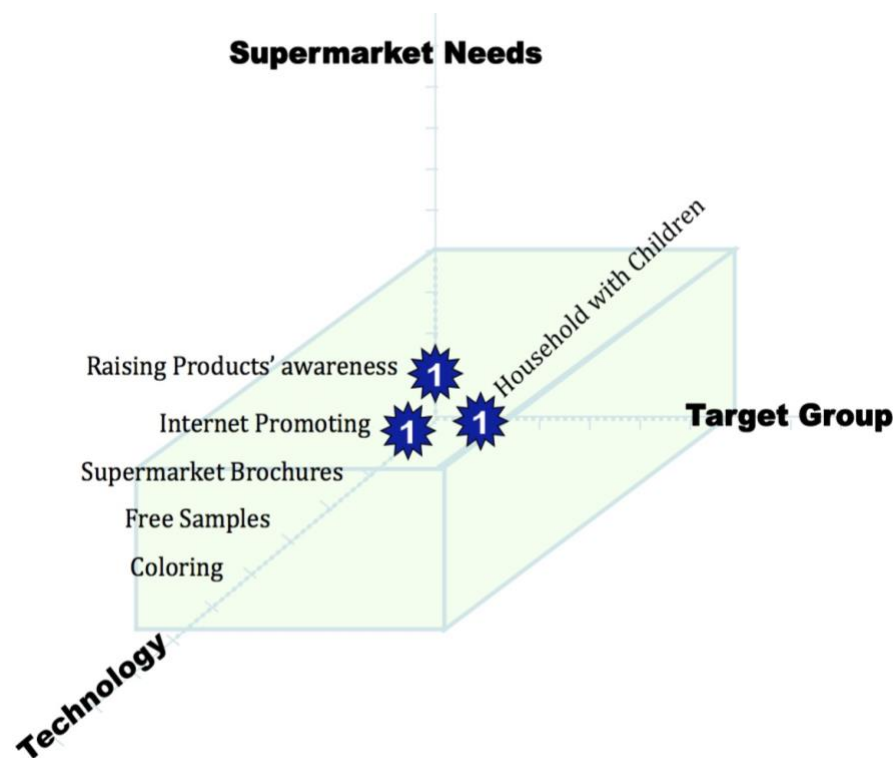 Supermarket Needs
Household with Children
Raising Products’ awareness
1
Internet Promoting
1
1
Target Group
Supermarket Brochures
Free Samples
Coloring
Technology